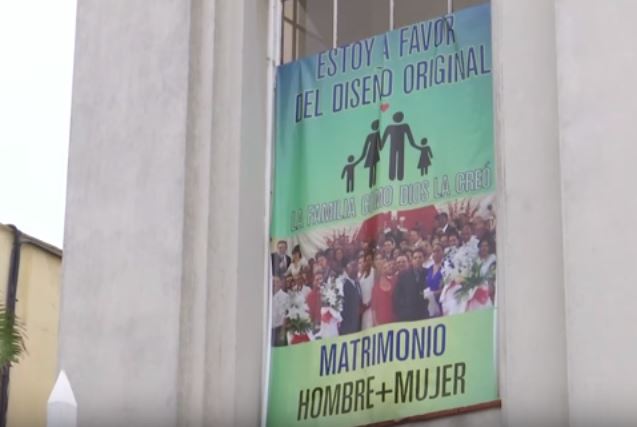 ESTOY A FAVOR
DEL DISEÑO ORIGINAL
LA FAMILIA COMO DIOS LA CREÓ
MATRIMONIO
HOMBRE+MUJER